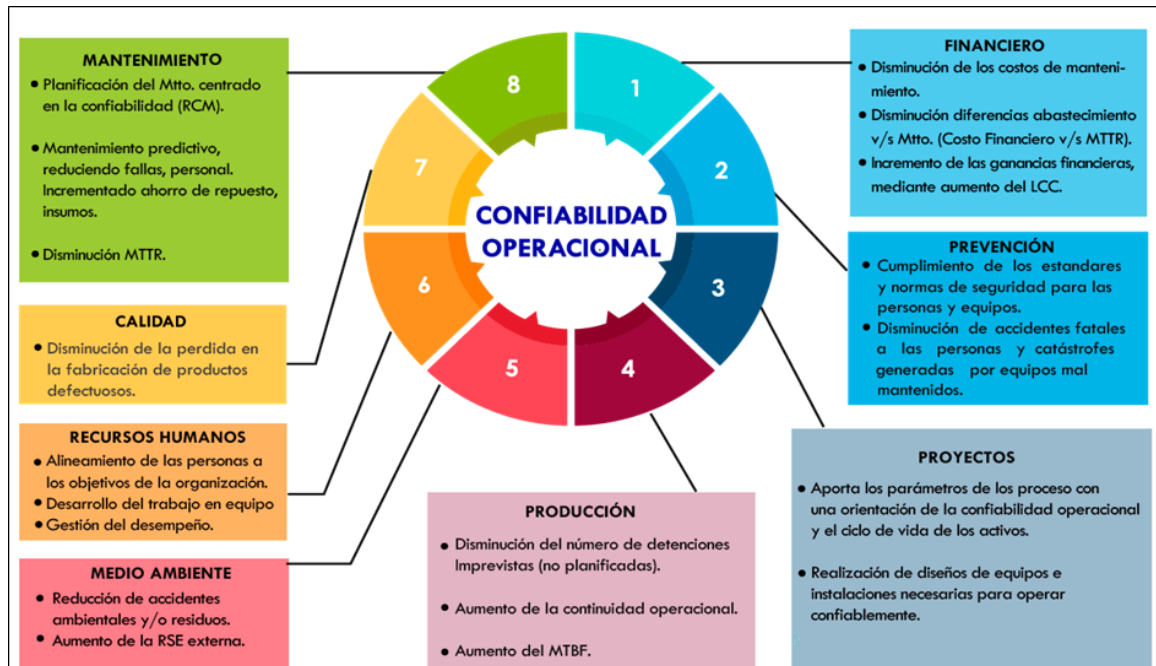 CONFIABILIDAD
OPERACIONAL
1
2
3
4
5
6
7
8
FINANCIERO
• Disminución de los costos de manteni-
miento.
• Disminución diferencias abastecimiento
v/s Mtto. (Costo Financiero v/s MTTR).
• Incremento de las ganancias financieras,
mediante aumento del LCC.
PREVENCIÓN
• Cumplimiento de los estandares
y normas de seguridad para las
personas y equipos.
• Disminución de accidentes fatales
a las personas y catástrofes
generadas por equipos mal
mantenidos.
PROYECTOS
• Aporta los parámetros de los proceso con
una orientación de la confiabilidad operacional
y el ciclo de vida de los activos.
• Realización de diseños de equipos e
instalaciones necesarias para operar
confiablemente.
PRODUCCIÓN
• Disminución del número de detenciones
Imprevistas (no planificadas).
• Aumento de la continuidad operacional.
• Aumento del MTBF.
MEDIO AMBIENTE
• Reducción de accidentes
ambientales y/o residuos.
• Aumento de la RSE externa.
RECURSOS HUMANOS
• Alineamiento de las personas a
los objetivos de la organización.
• Desarrollo del trabajo en equipo
• Gestión del desempeño.
CALIDAD
• Disminución de la perdida en
la fabricación de productos
defectuosos.
MANTENIMIENTO
• Planificación del Mtto. centrado
en la confiabilidad (RCM).
• Mantenimiento predictivo,
reduciendo fallas, personal.
Incrementado ahorro de repuesto,
insumos.
• Disminución MTTR.